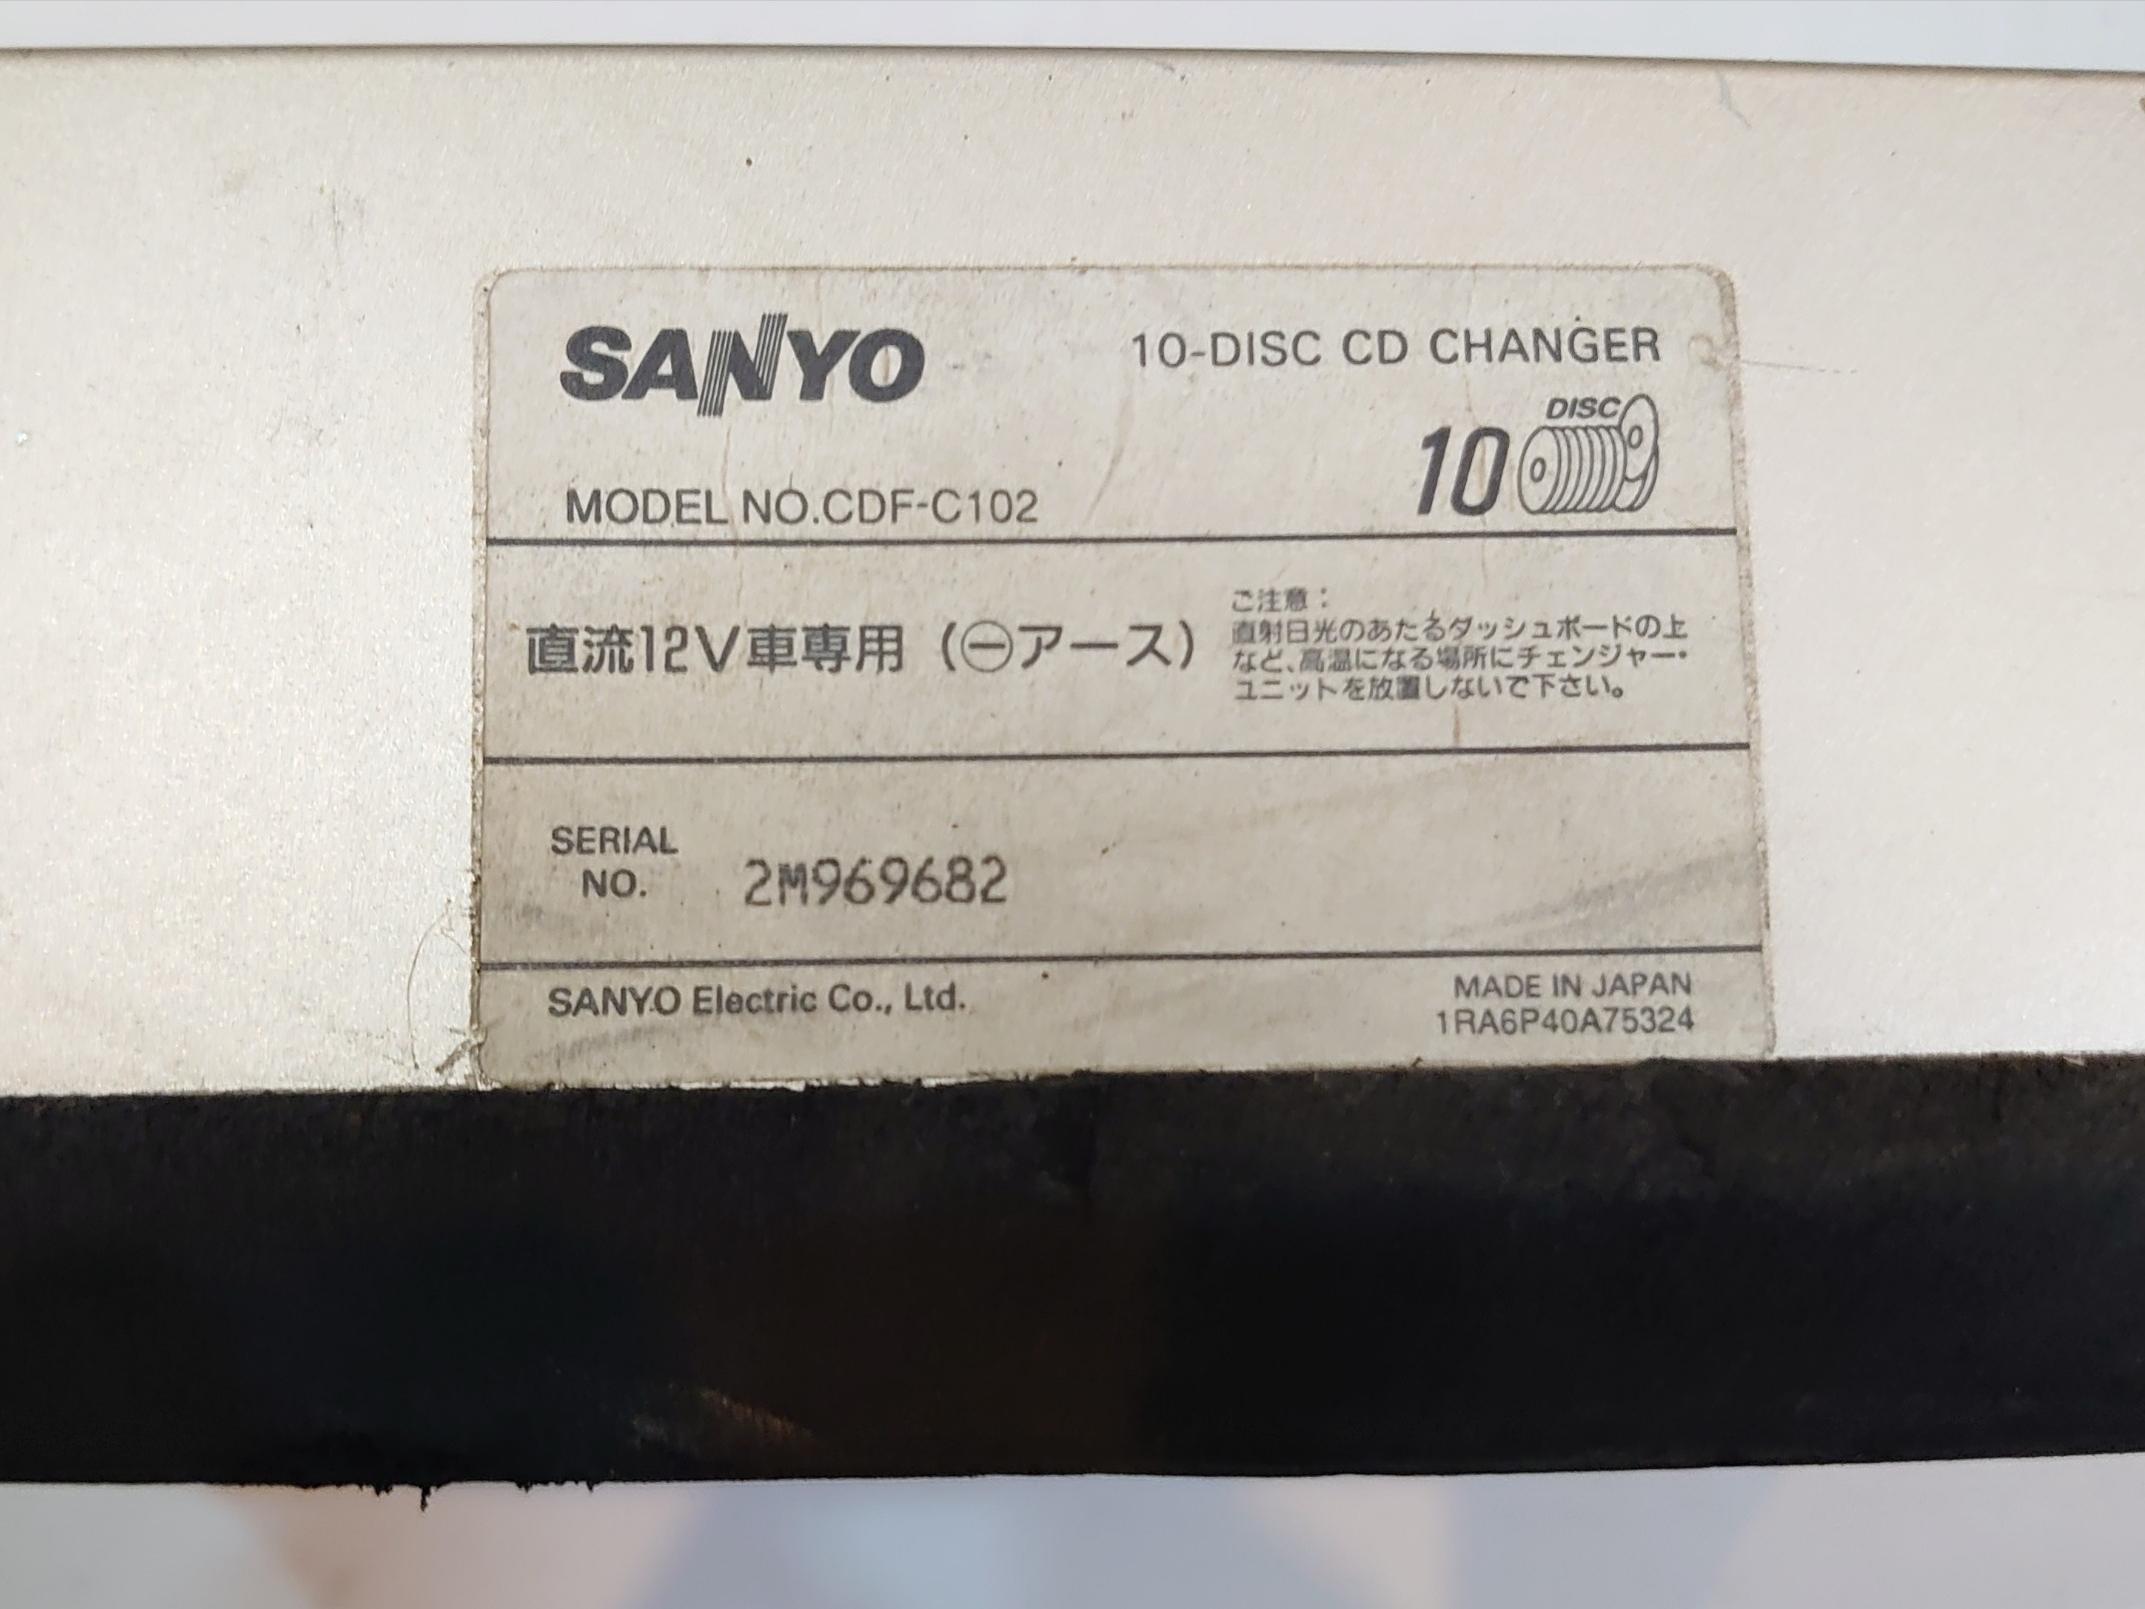 SANYO
10-DISC CD CHANGER
DISC
10
MODEL NO.CDF-C102
直流12V車専用（⊖アース）
ご注意：
直射日光のあたるダッシュボードの上
など、高温になる場所にチェンジャー・
ユニットを放置しないで下さい。
SERIAL
NO. 2M969682
SANYO Electric Co., Ltd.
MADE IN JAPAN
1RA6P40A75324